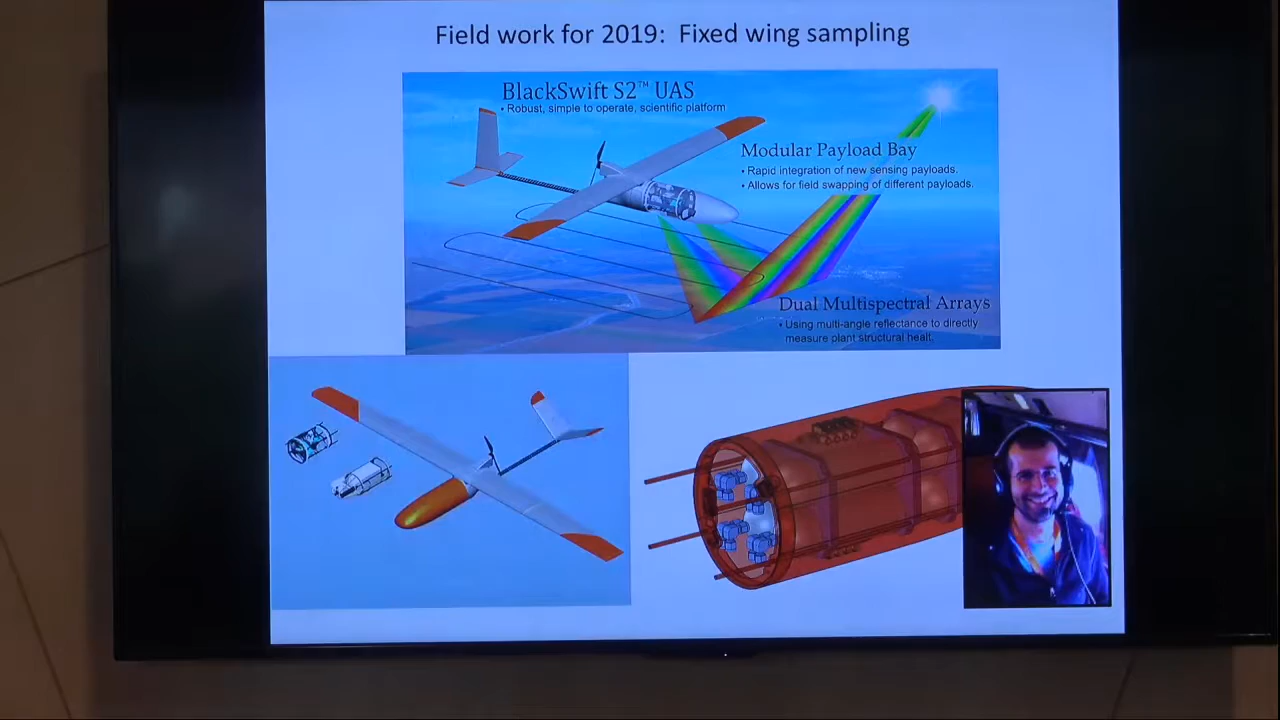 Field work for 2019: Fixed wing sampling
BlackSwift S2™ UAS
• Robust, simple to operate, scientific platform
Modular Payload Bay
• Rapid integration of new sensing payloads.
• Allows for field swapping of different payloads.
Dual Multispectral Arrays
• Using multi-angle reflectance to directly
measure plant structural healt.